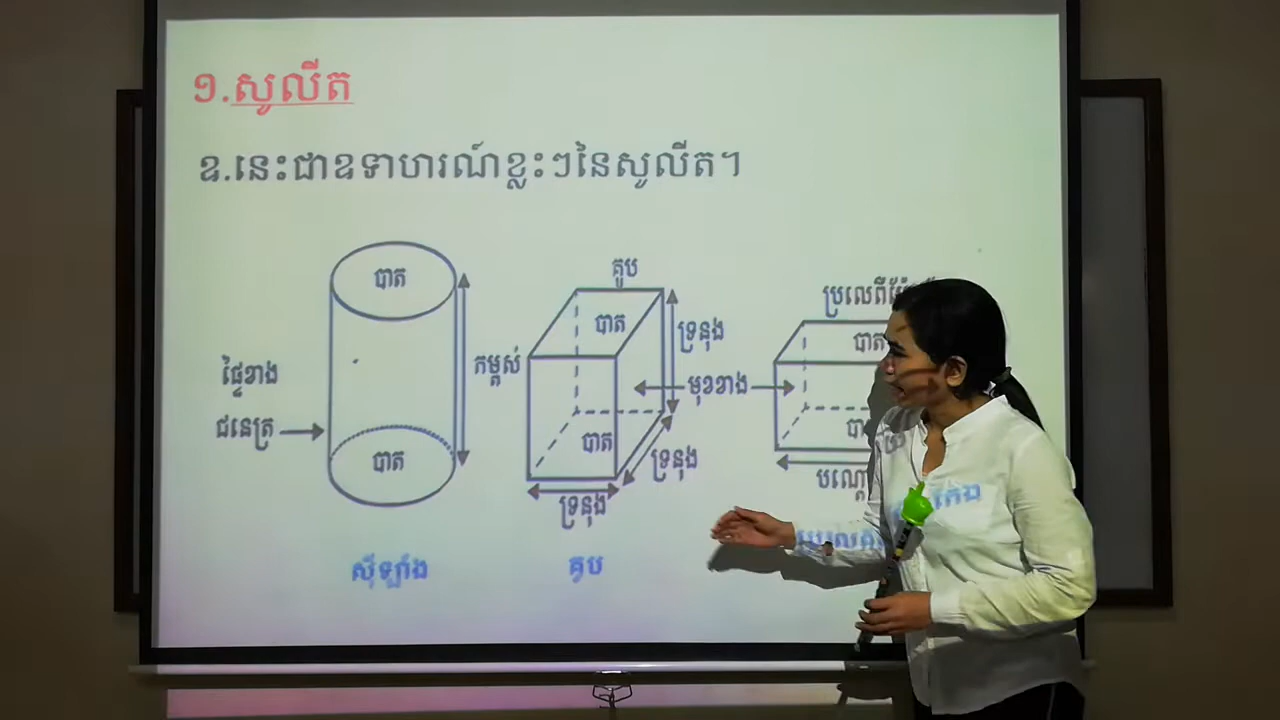 ១.សូលីត
ឧ.នេះជាឧទាហរណ៍ខ្លះៗនៃសូលីត។
បាត
ផ្ទៃខាង
ជនេត្រ
បាត
កម្ពស់
ស៊ីឡាំង
គូប
បាត
ទ្រនុង
មុខខាង
បាត
ទ្រនុង
ទ្រនុង
គូប
បាត